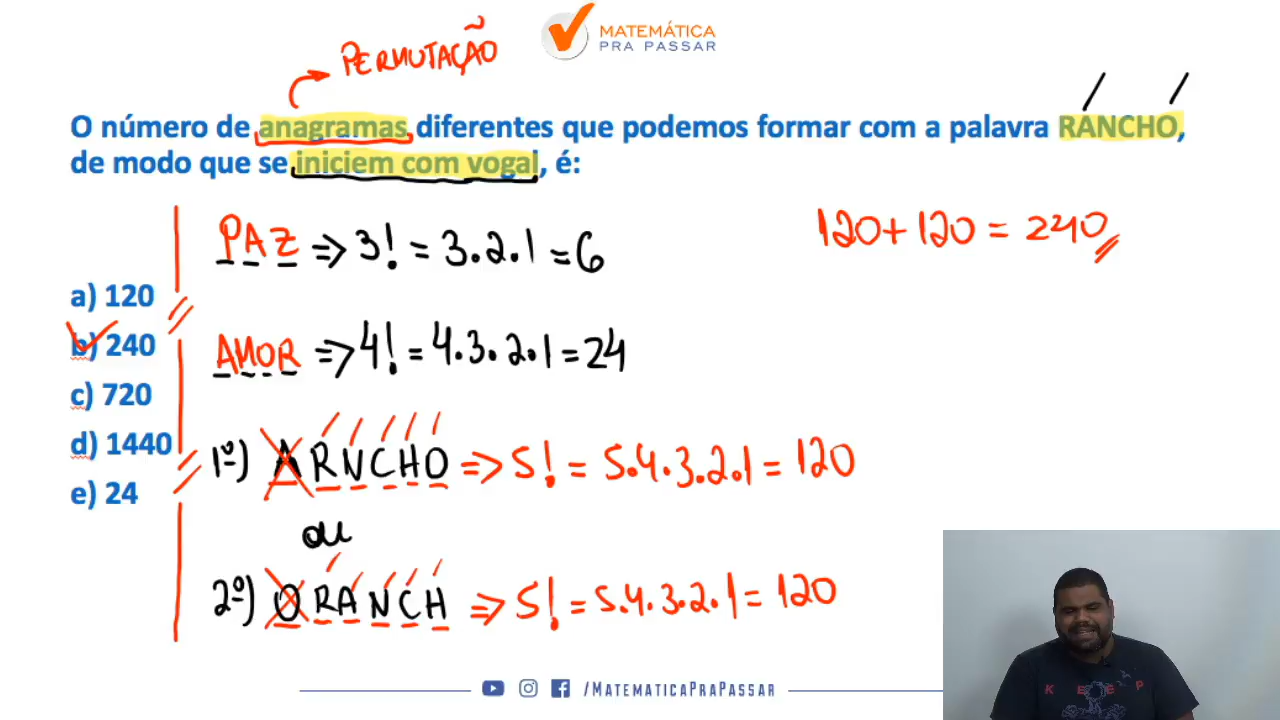 MATEMÁTICA
PRA PASSAR
PERMUTAÇÃO
O número de anagramas diferentes que podemos formar com a palavra RANCHO,
de modo que se iniciem com vogal, é:
PAZ => 3! = 3.2.1 = 6
120+120 = 240
a) 120
b) 240
AMOR => 4! = 4.3.2.1 = 24
c) 720
d) 1440
1º) ARNCHO => 5! = 5.4.3.2.1 = 120
e) 24
ou
2º) ORANCH => 5! = 5.4.3.2.1 = 120
/MATEMATICAPRAPASSAR
K E E P